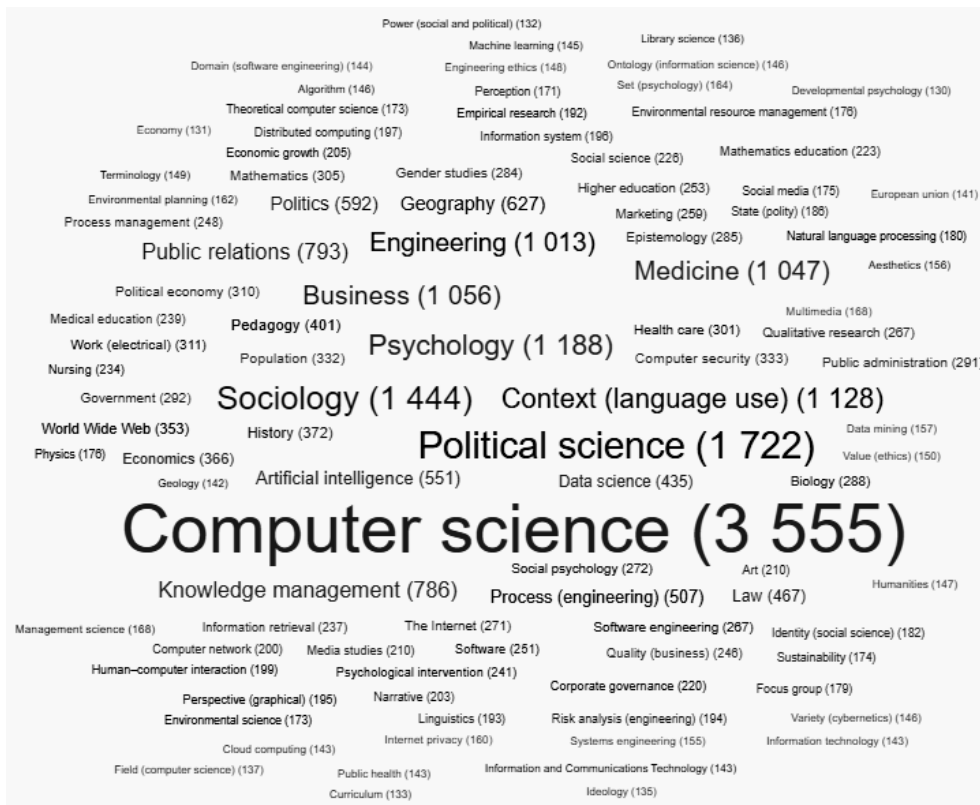 Power (social and political) (132)
Library science (136)
Machine learning (145)
Domain (software engineering) (144)
Engineering ethics (148)
Ontology (information science) (146)
Algorithm (146)
Perception (171)
Set (psychology) (164)
Developmental psychology (130)
Theoretical computer science (173)
Empirical research (192)
Environmental resource management (176)
Economy (131)
Distributed computing (197)
Information system (196)
Economic growth (205)
Social science (226)
Mathematics education (223)
Terminology (149)
Mathematics (305)
Gender studies (284)
Higher education (253)
Social media (175)
European union (141)
Environmental planning (162)
Politics (592)
Geography (627)
Marketing (259)
State (polity) (186)
Process management (248)
Public relations (793)
Engineering (1 013)
Epistemology (285)
Natural language processing (180)
Medicine (1 047)
Aesthetics (156)
Political economy (310)
Business (1 056)
Multimedia (168)
Medical education (239)
Pedagogy (401)
Health care (301)
Qualitative research (267)
Work (electrical) (311)
Population (332)
Psychology (1 188)
Computer security (333)
Public administration (291)
Nursing (234)
Government (292)
Sociology (1 444)
Context (language use) (1 128)
World Wide Web (353)
History (372)
Political science (1 722)
Data mining (157)
Physics (176)
Economics (366)
Value (ethics) (150)
Geology (142)
Artificial intelligence (551)
Data science (435)
Biology (288)
Computer science (3 555)
Social psychology (272)
Art (210)
Knowledge management (786)
Process (engineering) (507)
Law (467)
Humanities (147)
Management science (168)
Information retrieval (237)
The Internet (271)
Software engineering (267)
Identity (social science) (182)
Computer network (200)
Media studies (210)
Software (251)
Quality (business) (246)
Sustainability (174)
Human–computer interaction (199)
Psychological intervention (241)
Corporate governance (220)
Focus group (179)
Perspective (graphical) (195)
Narrative (203)
Environmental science (173)
Linguistics (193)
Risk analysis (engineering) (194)
Variety (cybernetics) (146)
Cloud computing (143)
Internet privacy (160)
Systems engineering (155)
Information technology (143)
Field (computer science) (137)
Public health (143)
Information and Communications Technology (143)
Curriculum (133)
Ideology (135)